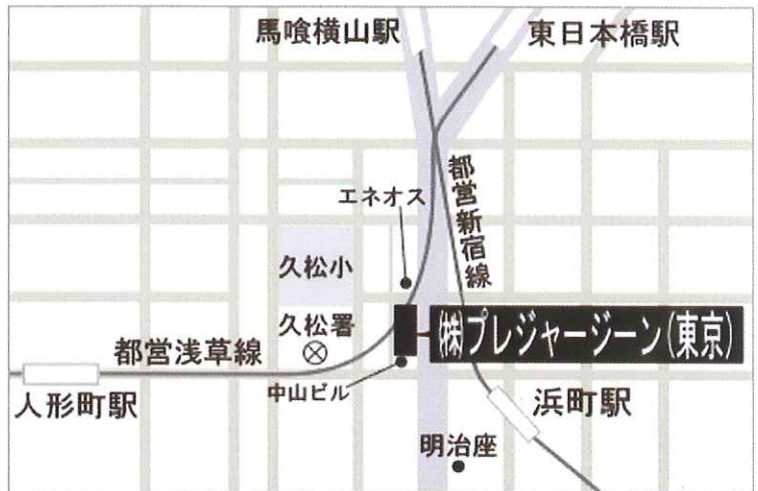 馬喰横山駅
東日本橋駅
都営新宿線
エネオス
久松小
久松署
㈱プレジャージーン(東京)
都営浅草線
中山ビル
人形町駅
浜町駅
明治座